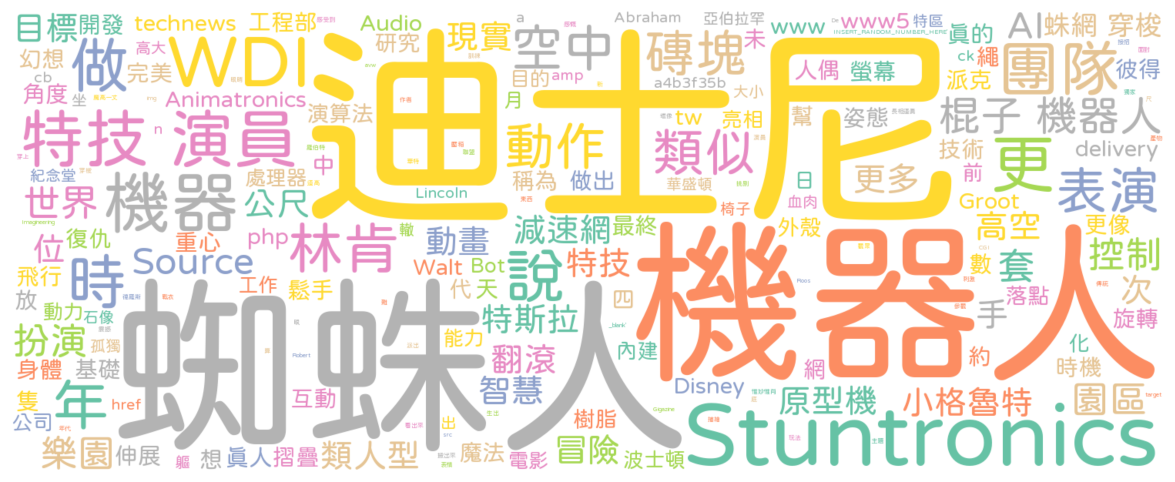 目標 開發 technews 工程部 Audio a Abraham 亞伯拉罕 www www5 特區 AI 蛛網 穿梭
幻想 高大 WDI 迪士尼 研究 現實 空中 磚塊 未 INSERT_RANDOM_NUMBER_HERE 真的 繩 團隊
cb 完美 做 目的 amp a4b3f35b 人偶 螢幕 ck 派克 彼得
角度 坐 Animatronics 演算法 月 tw 大小 亮相 幫 姿態 棍子 機器人
特技 演員 n 動作 類似 更多 技術 更 delivery
紀念堂 處理器 中 稱為 做出 華盛頓 日 前 表演
世界 機器 公尺 Lincoln 血肉 Groot
位 復仇 重心 php 林肯 轍 動畫 減速網 最終 椅子 外殼 高空 更像
飛行 時 Source Walt Bot 說 特技 機器人 數 套 控制
放 工作 鬆手 代 天 四 手 落點 次
動力 石像 蜘蛛人 特斯拉 旋轉
扮演 孤獨 能力 內建 化
身體 基礎 翻滾 網 約 時機
隻 年 href 互動 智慧 Disney 原型機 小格魯特 園區
公司 樹脂 Stuntronics
樂園 伸展 軀 想 真人 摺疊 類人型 魔法 電影 冒險 波士頓